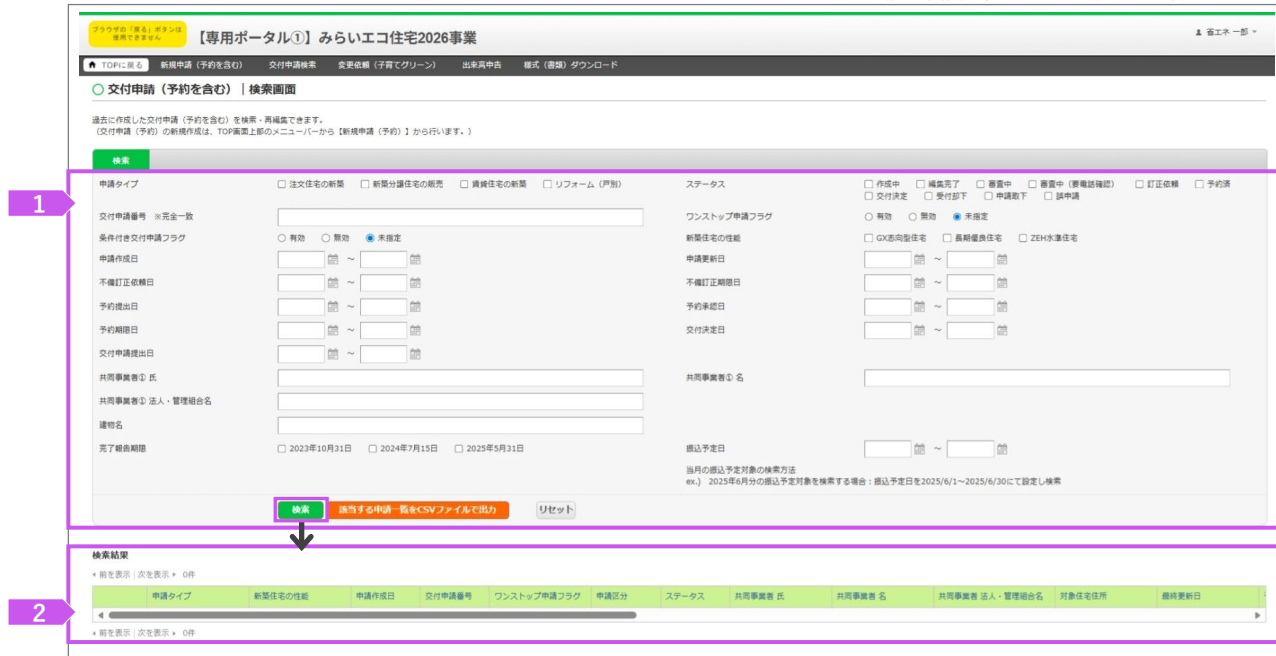 ブラウザの「戻る」ボタンは
使用できません
【専用ポータル①】みらいエコ住宅2026事業
省エネ 一郎
TOPに戻る 新規申請（予約を含む） 交付申請検索 変更依頼（子育てグリーン） 出来高申告 様式（書類）ダウンロード
交付申請（予約を含む）｜検索画面
過去に作成した交付申請（予約を含む）を検索・再編集できます。
（交付申請（予約）の新規作成は、TOP画面上部のメニューバーから【新規申請（予約）】から行います。）
検索
1
申請タイプ 注文住宅の新築 新築分譲住宅の販売 賃貸住宅の新築 リフォーム（戸別） ステータス 作成中 編集完了 審査中 審査中（要電話確認） 訂正依頼 予約済
交付決定 受付却下 申請取下 誤申請
交付申請番号 ※完全一致 ワンストップ申請フラグ 有効 無効 未指定
条件付き交付申請フラグ 有効 無効 未指定 新築住宅の性能 GX志向型住宅 長期優良住宅 ZEH水準住宅
申請作成日 ～ 申請更新日 ～
不備訂正依頼日 ～ 不備訂正期限日 ～
予約提出日 ～ 予約承認日 ～
予約期限日 ～ 交付決定日 ～
交付申請提出日 ～
共同事業者① 氏 共同事業者① 名
共同事業者① 法人・管理組合名
建物名
完了報告期限 2023年10月31日 2024年7月15日 2025年5月31日 振込予定日 ～
当月の振込予定対象の検索方法
ex.） 2025年6月分の振込予定対象を検索する場合：振込予定日を2025/6/1～2025/6/30にて設定し検索
検索 該当する申請一覧をCSVファイルで出力 リセット
検索結果
前を表示｜次を表示 0件
2
申請タイプ 新築住宅の性能 申請作成日 交付申請番号 ワンストップ申請フラグ 申請区分 ステータス 共同事業者 氏 共同事業者 名 共同事業者 法人・管理組合名 対象住宅住所 最終更新日
前を表示｜次を表示 0件